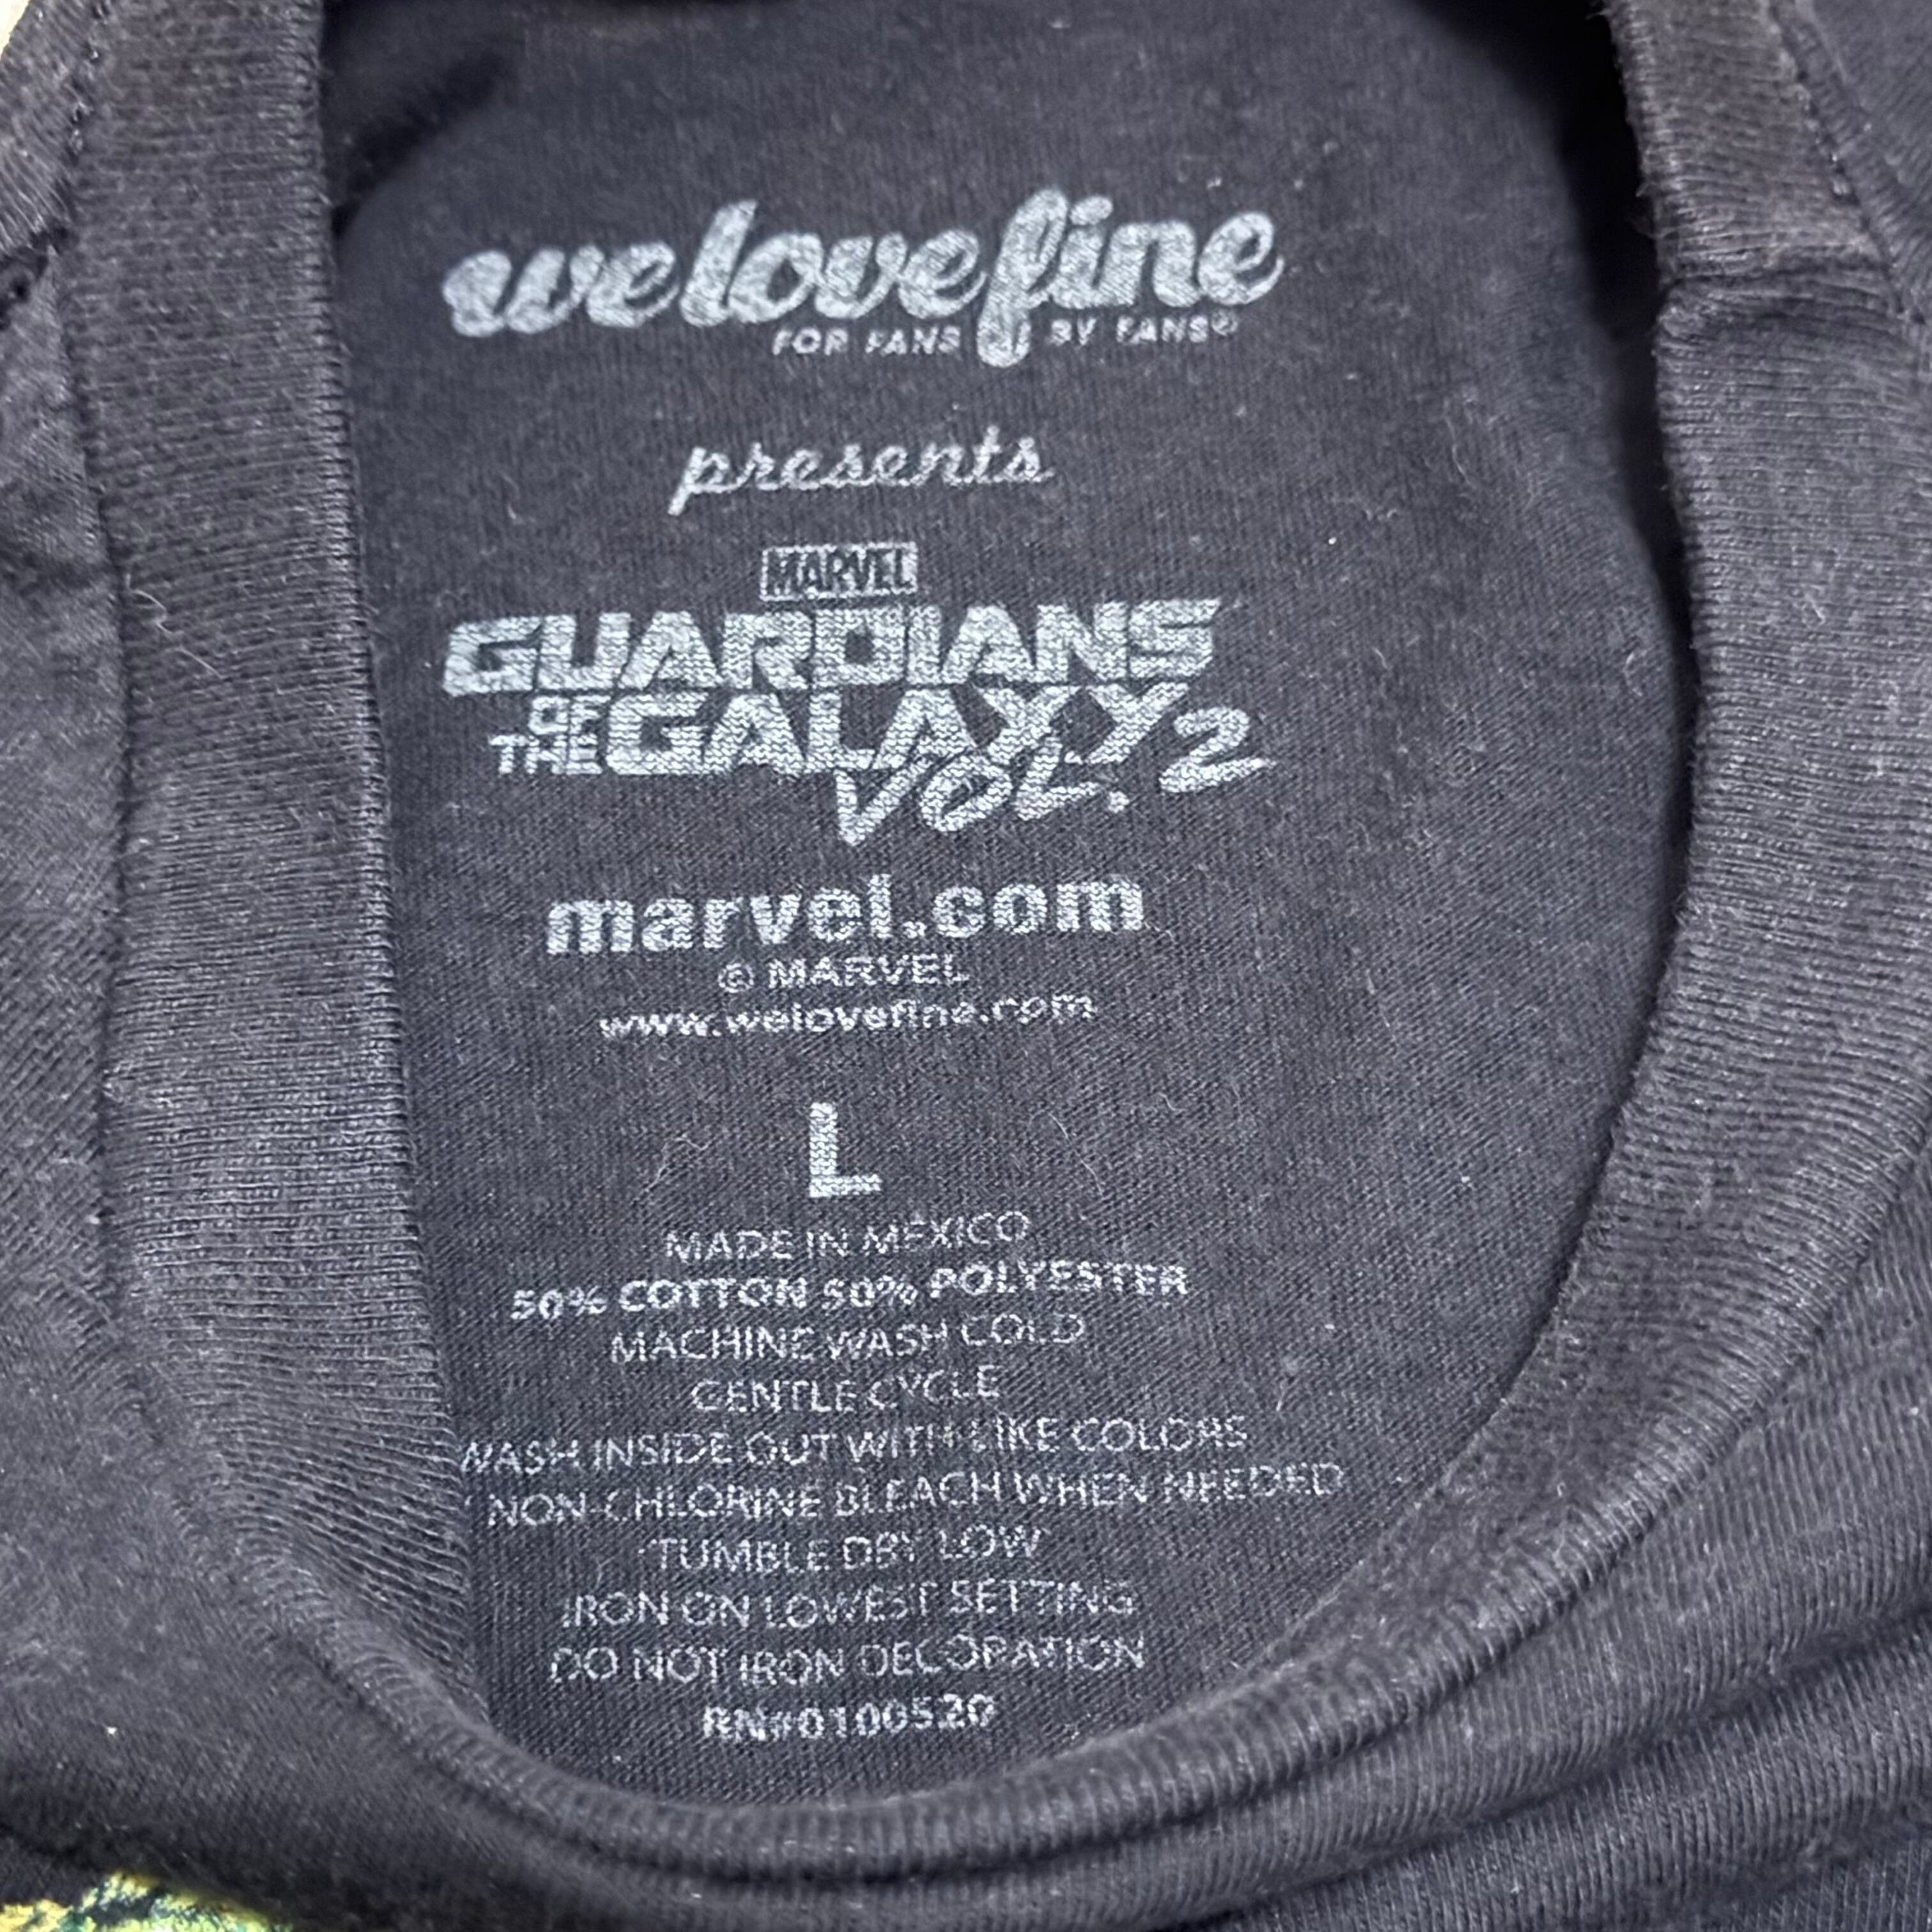 welovefine
FOR FANS BY FANS®
presents
MARVEL
GUARDIANS
OF THE GALAXY
VOL. 2
marvel.com
© MARVEL
www.welovefine.com
L
MADE IN MEXICO
50% COTTON 50% POLYESTER
MACHINE WASH COLD
GENTLE CYCLE
WASH INSIDE OUT WITH LIKE COLORS
NON-CHLORINE BLEACH WHEN NEEDED
TUMBLE DRY LOW
IRON ON LOWEST SETTING
DO NOT IRON DECORATION
RN#0100520